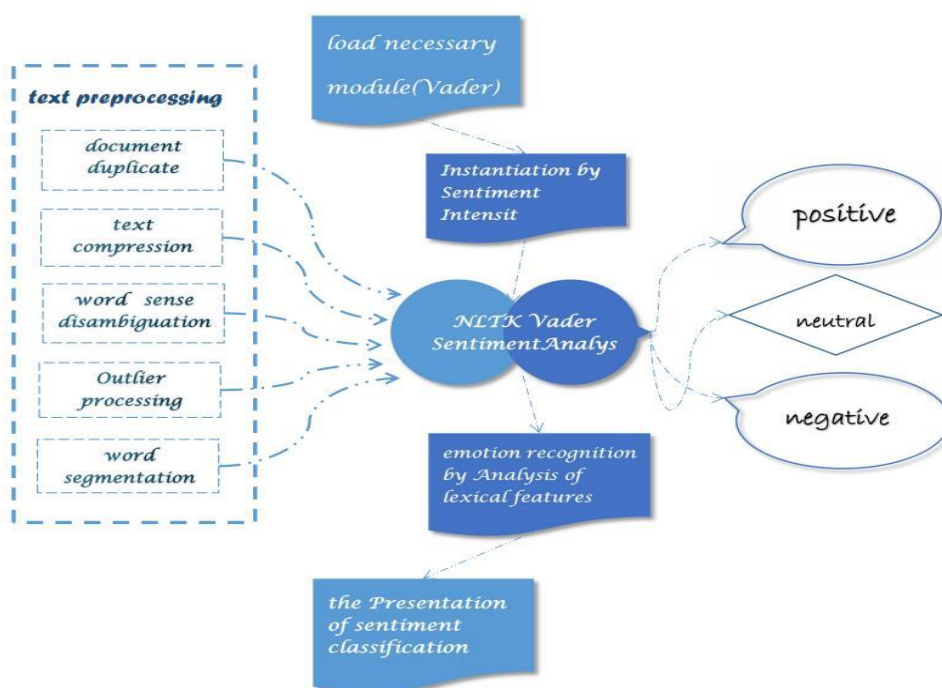 text preprocessing
document
duplicate
text
compression
word sense
disambiguation
Outlier
processing
word
segmentation
load necessary
module(Vader)
Instantiation by
Sentiment
Intensit
NLTK Vader
SentimentAnalys
emotion recognition
by Analysis of
lexical features
the Presentation
of sentiment
classification
positive
neutral
negative